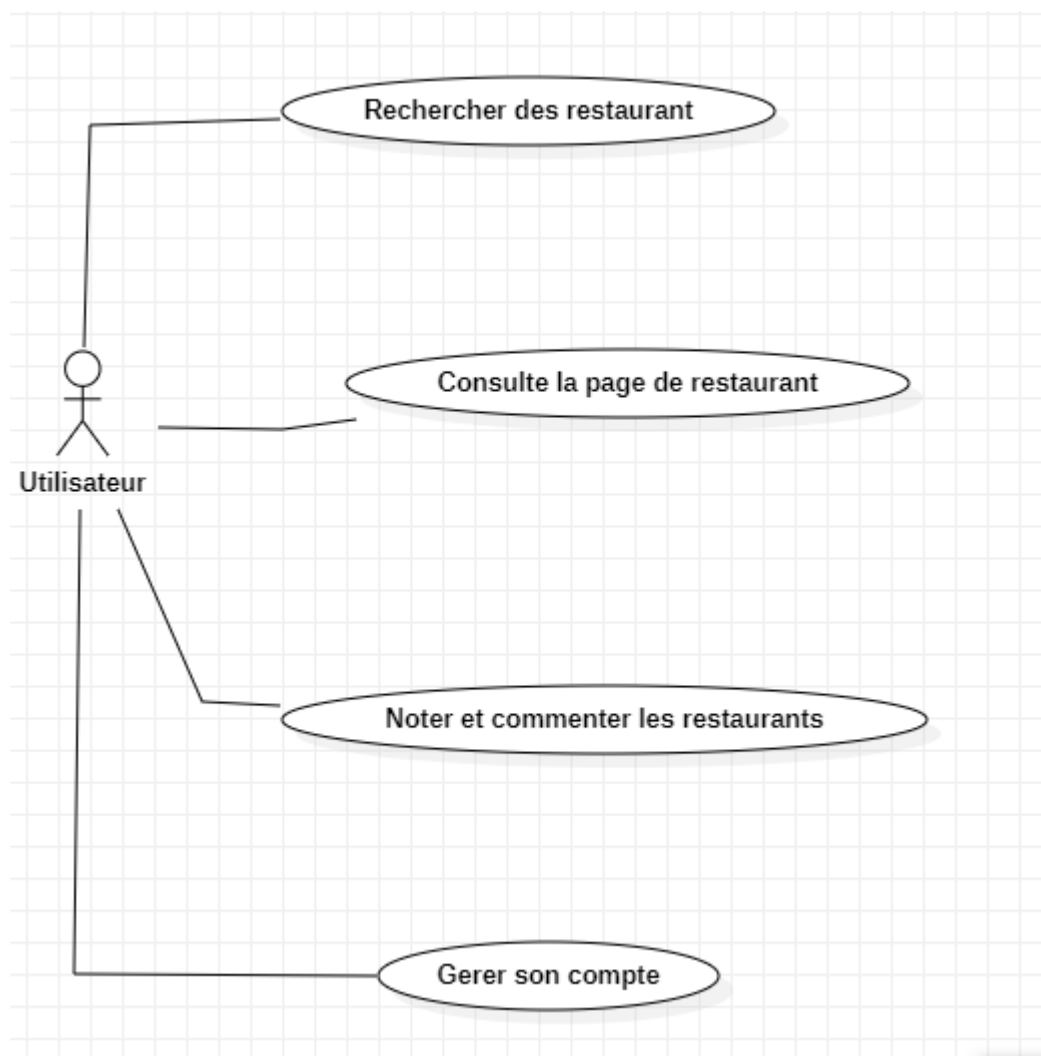 Rechercher des restaurant
Consulte la page de restaurant
Utilisateur
Noter et commenter les restaurants
Gerer son compte